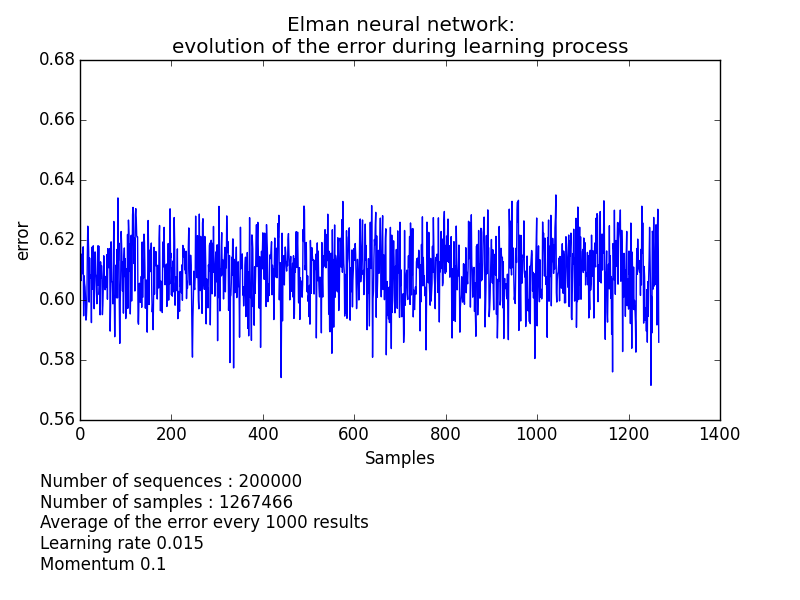 Elman neural network:
evolution of the error during learning process
0.68
0.66
0.64
0.62
0.60
0.58
0.56
error
0 200 400 600 800 1000 1200 1400
Samples
Number of sequences : 200000
Number of samples : 1267466
Average of the error every 1000 results
Learning rate 0.015
Momentum 0.1